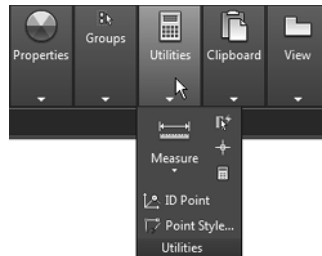 Properties
Groups
Utilities
Clipboard
View
Measure
ID Point
Point Style...
Utilities